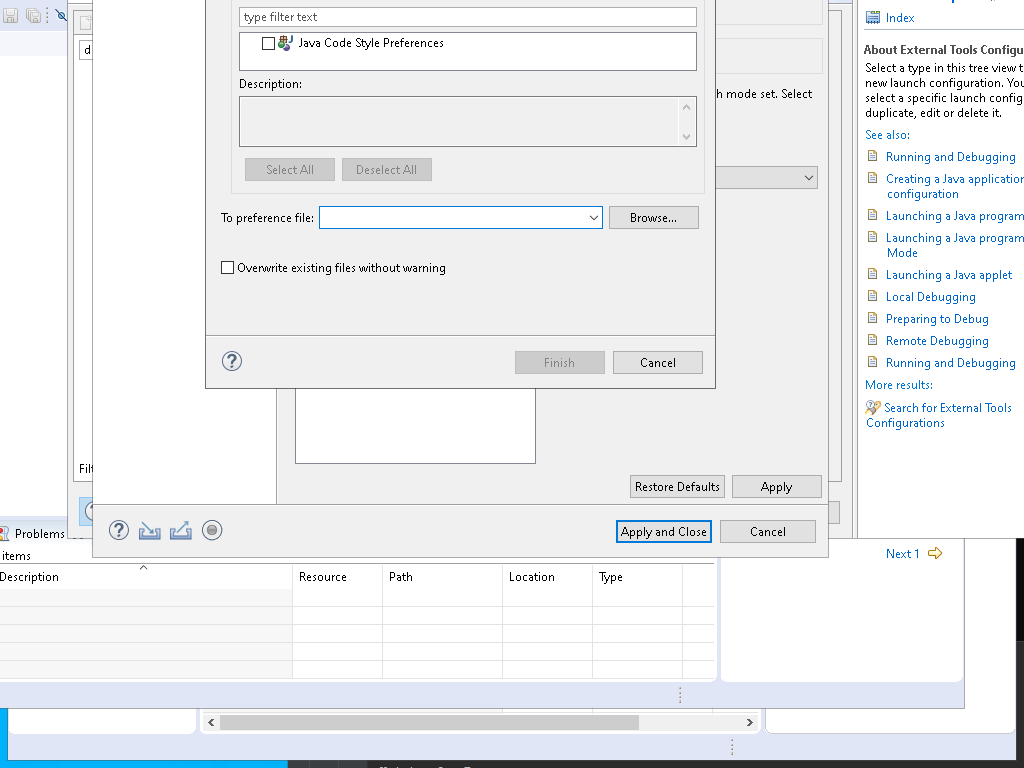 type filter text
Java Code Style Preferences
Description:
Select All
Deselect All
To preference file:
Browse...
Overwrite existing files without warning
Finish
Cancel
mode set. Select
Restore Defaults
Apply
Apply and Close
Cancel
Index
About External Tools Configu
Select a type in this tree view t
new launch configuration. You
select a specific launch config
duplicate, edit or delete it.
See also:
Running and Debugging
Creating a Java application
configuration
Launching a Java program
Launching a Java program
Mode
Launching a Java applet
Local Debugging
Preparing to Debug
Remote Debugging
Running and Debugging
More results:
Search for External Tools
Configurations
Next 1
Problems
items
Description
Resource
Path
Location
Type